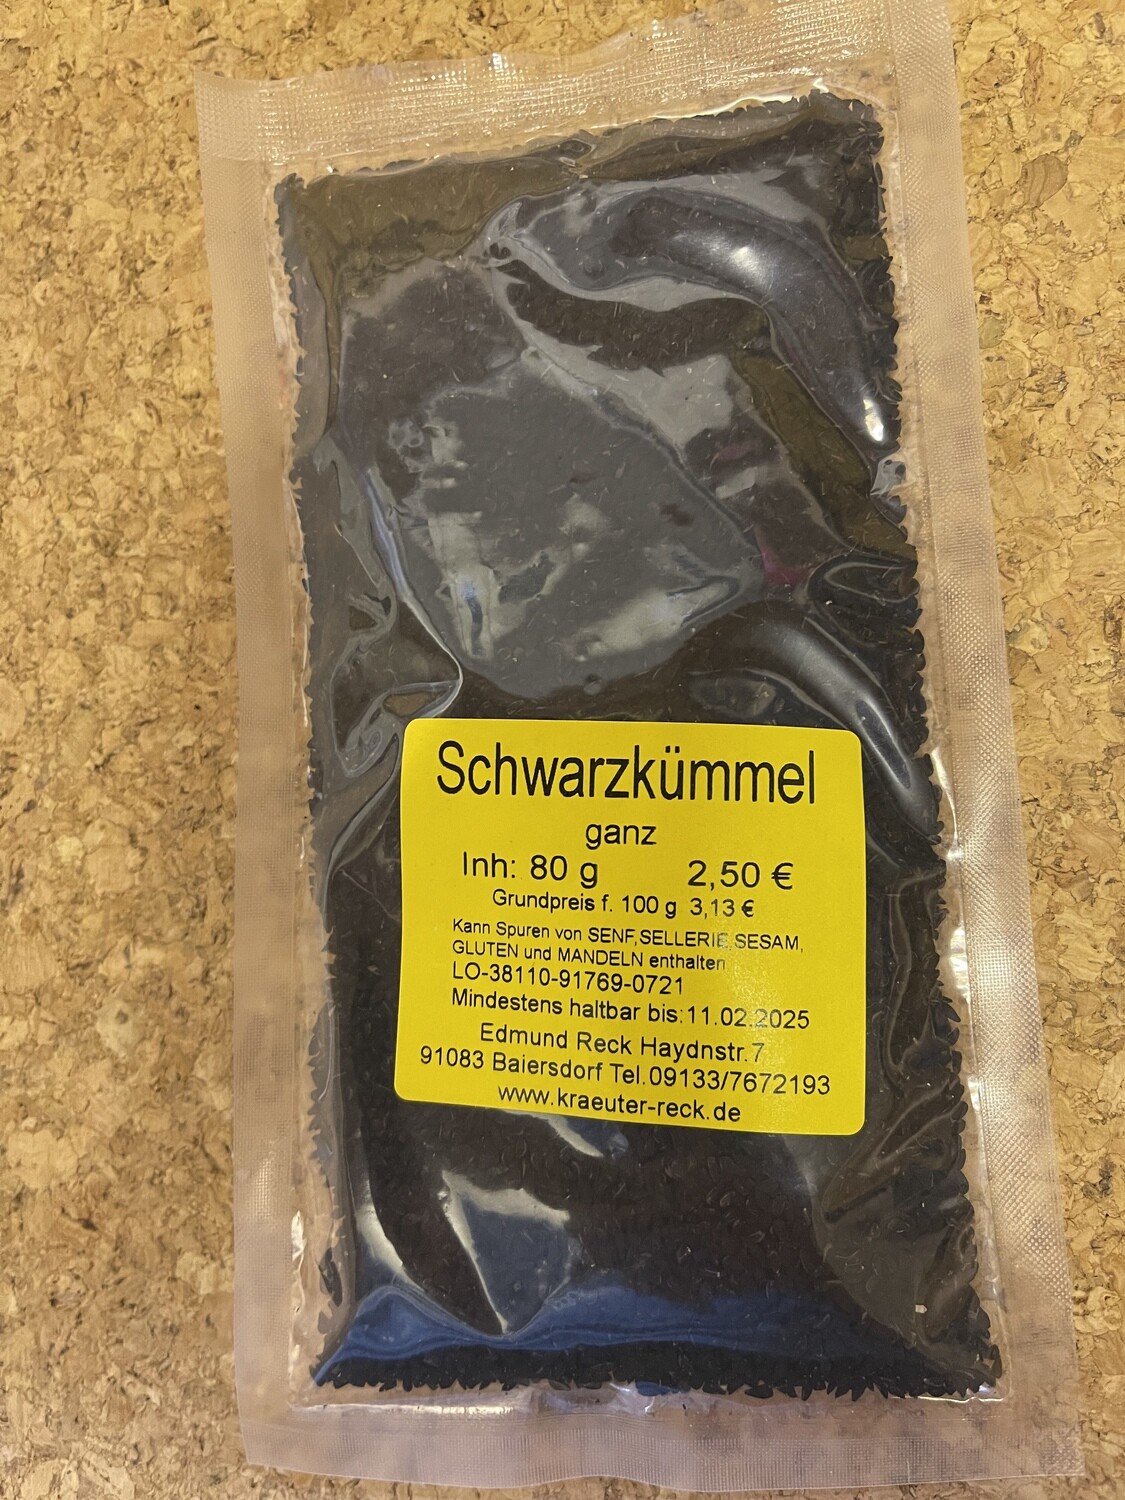 Schwarzkümmel
ganz
Inh: 80 g 2,50 €
Grundpreis f. 100 g 3,13 €
Kann Spuren von SENF,SELLERIE,SESAM,
GLUTEN und MANDELN enthalten
LO-38110-91769-0721
Mindestens haltbar bis:11.02.2025
Edmund Reck Haydnstr.7
91083 Baiersdorf Tel.09133/7672193
www.kraeuter-reck.de